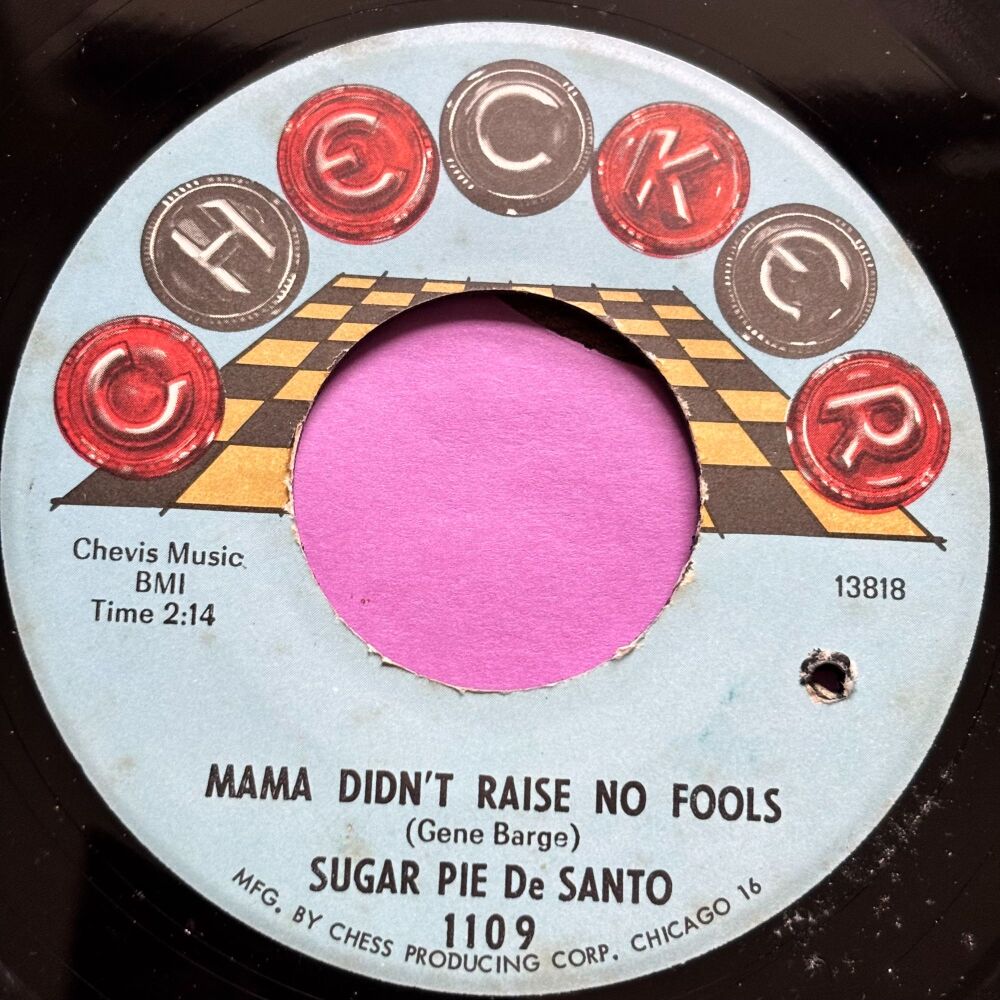 CHECKER
Chevis Music
BMI
Time 2:14
13818
MAMA DIDN'T RAISE NO FOOLS
(Gene Barge)
SUGAR PIE De SANTO
1109
MFG. BY CHESS PRODUCING CORP. CHICAGO 16